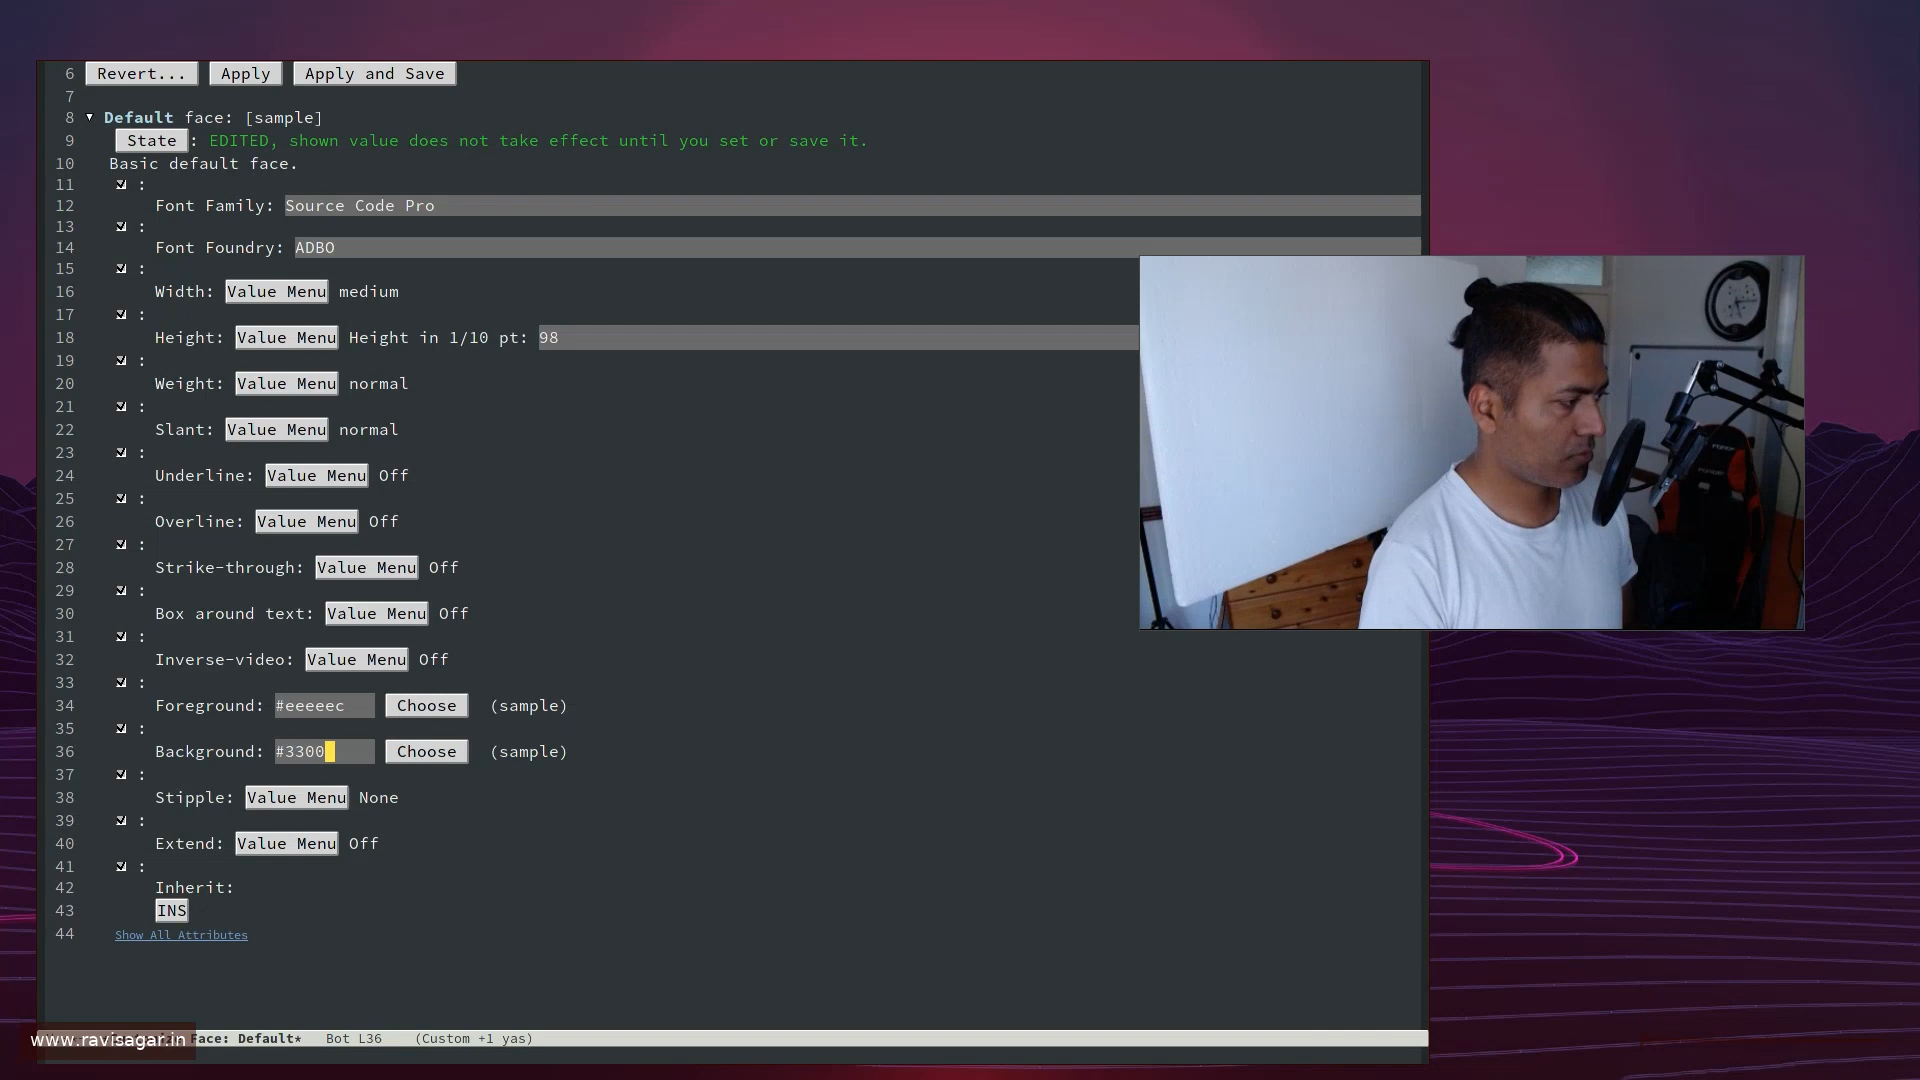 6 Revert... Apply Apply and Save
7
8 Default face: [sample]
9 State : EDITED, shown value does not take effect until you set or save it.
10 Basic default face.
11 :
12 Font Family: Source Code Pro
13 :
14 Font Foundry: ADBO
15 :
16 Width: Value Menu medium
17 :
18 Height: Value Menu Height in 1/10 pt: 98
19 :
20 Weight: Value Menu normal
21 :
22 Slant: Value Menu normal
23 :
24 Underline: Value Menu Off
25 :
26 Overline: Value Menu Off
27 :
28 Strike-through: Value Menu Off
29 :
30 Box around text: Value Menu Off
31 :
32 Inverse-video: Value Menu Off
33 :
34 Foreground: #eeeeec Choose (sample)
35 :
36 Background: #3300 Choose (sample)
37 :
38 Stipple: Value Menu None
39 :
40 Extend: Value Menu Off
41 :
42 Inherit:
43 INS
44 Show All Attributes
www.ravisagar.in Face: Default* Bot L36 (Custom +1 yas)